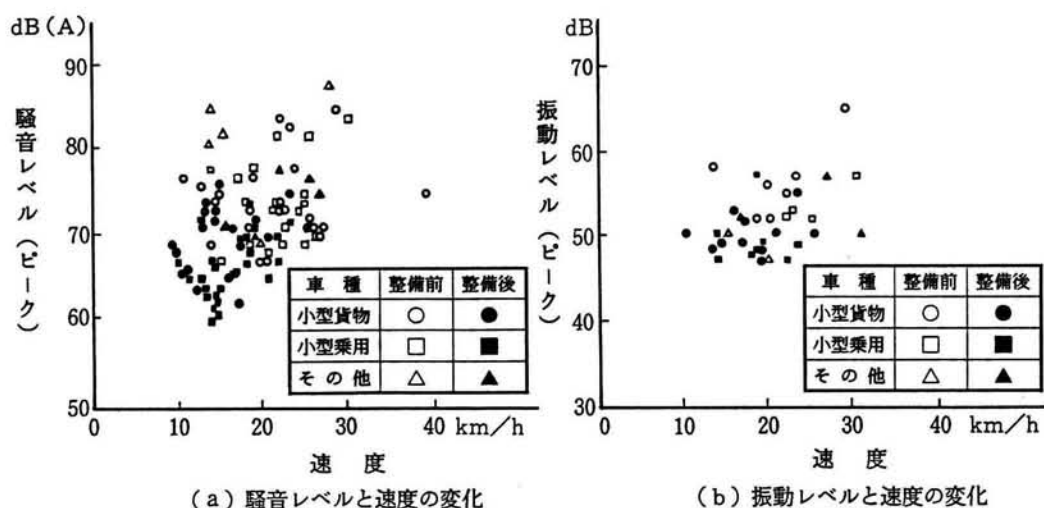 dB(A)
90
80
70
60
50
0
10
20
30
40
km/h
騒音レベル(ピーク)
速度
車種 整備前 整備後
小型貨物 ○ ●
小型乗用 □ ■
その他 △ ▲
(a)騒音レベルと速度の変化
dB
70
60
50
40
30
0
10
20
30
40
km/h
振動レベル(ピーク)
速度
車種 整備前 整備後
小型貨物 ○ ●
小型乗用 □ ■
その他 △ ▲
(b)振動レベルと速度の変化